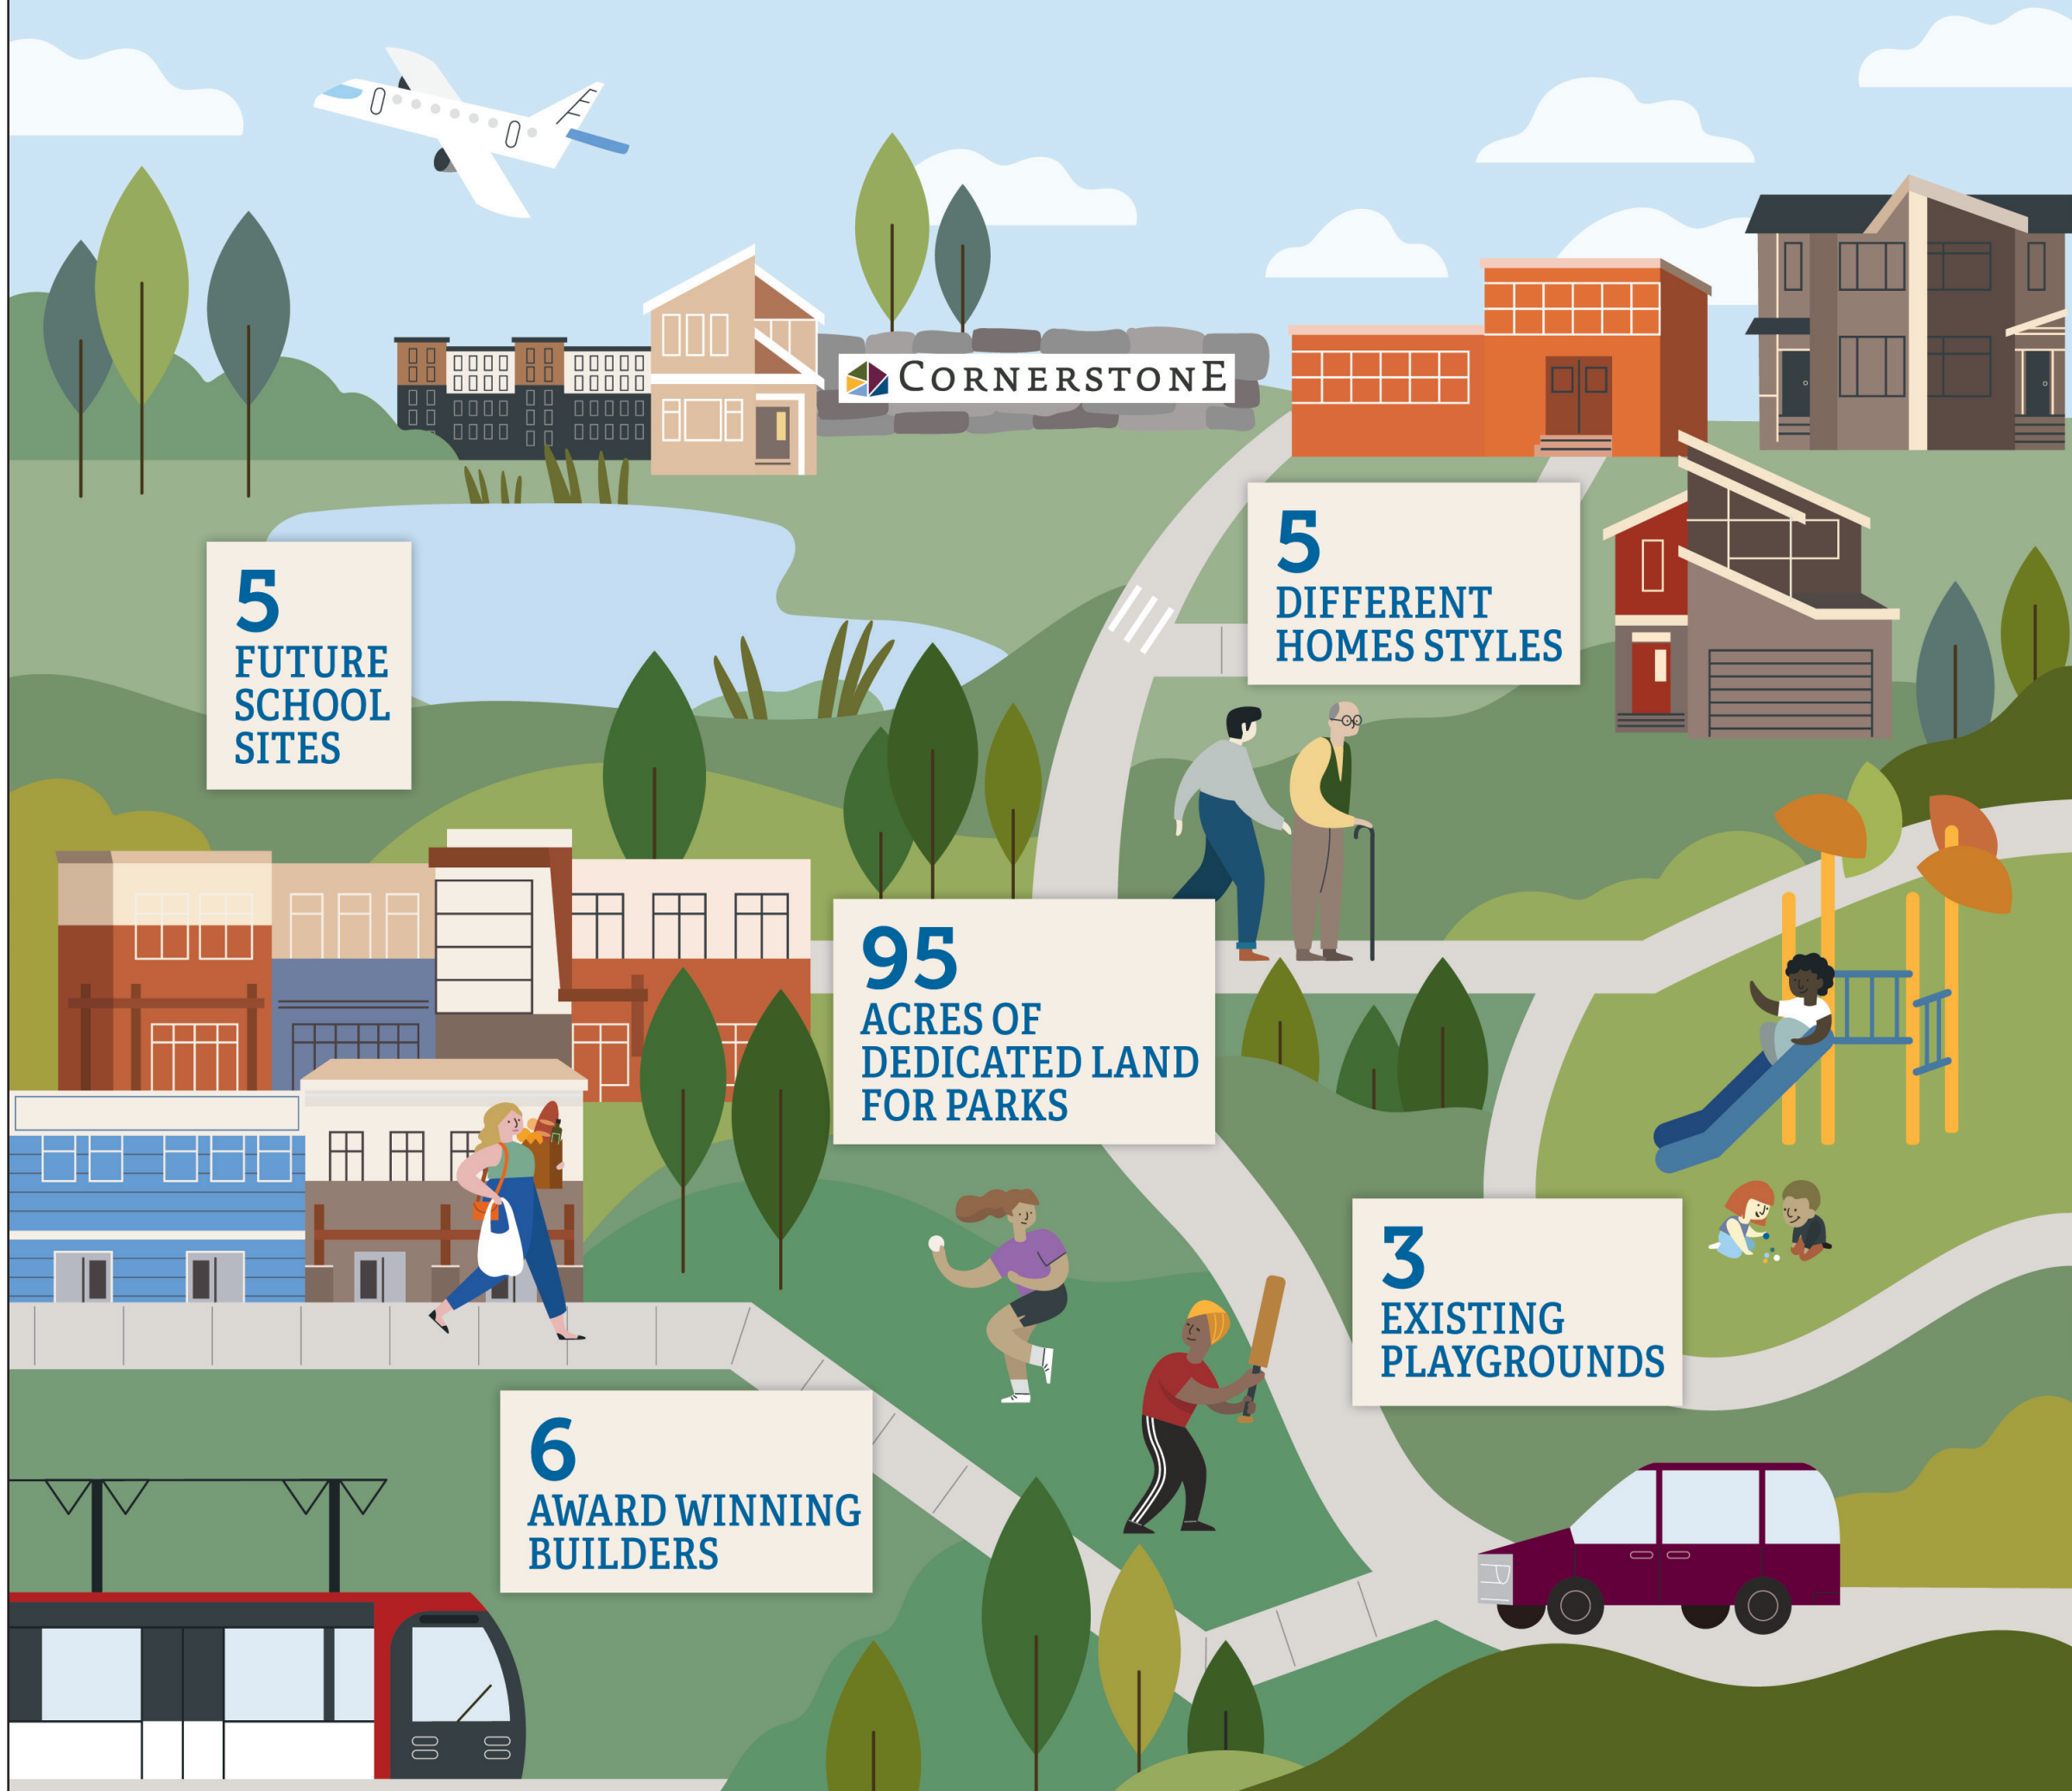 CORNERSTONE
5
DIFFERENT
HOMES STYLES
5
FUTURE
SCHOOL
SITES
95
ACRES OF
DEDICATED LAND
FOR PARKS
3
EXISTING
PLAYGROUNDS
6
AWARD WINNING
BUILDERS